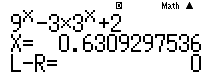 Math ▲
9^x-3×3^x+2
X= 0.6309297536
L-R= 0